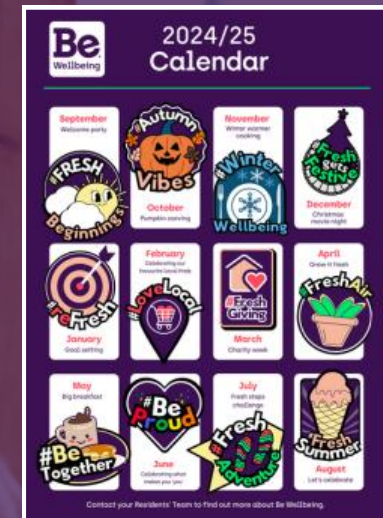 Be
Wellbeing
2024/25
Calendar
September
Welcome party
#FRESH
Beginnings
#Autumn
Vibes
October
Pumpkin carving
November
Winter warmer
cooking
#Winter
Wellbeing
Fresh
gets
Festive
December
Christmas
movie night
#reFresh
January
Goal setting
February
Celebrating our
favourite local finds
#LoveLocal
#Fresh
Giving
March
Charity week
April
Grow it fresh
#FreshAir
May
Big breakfast
#Be
Together
#Be
Proud
June
Celebrating what
makes you 'you'
July
Fresh steps
challenge
#Fresh
Adventure
#Fresh
Summer
August
Let's celebrate
Contact your Residents' Team to find out more about Be Wellbeing.